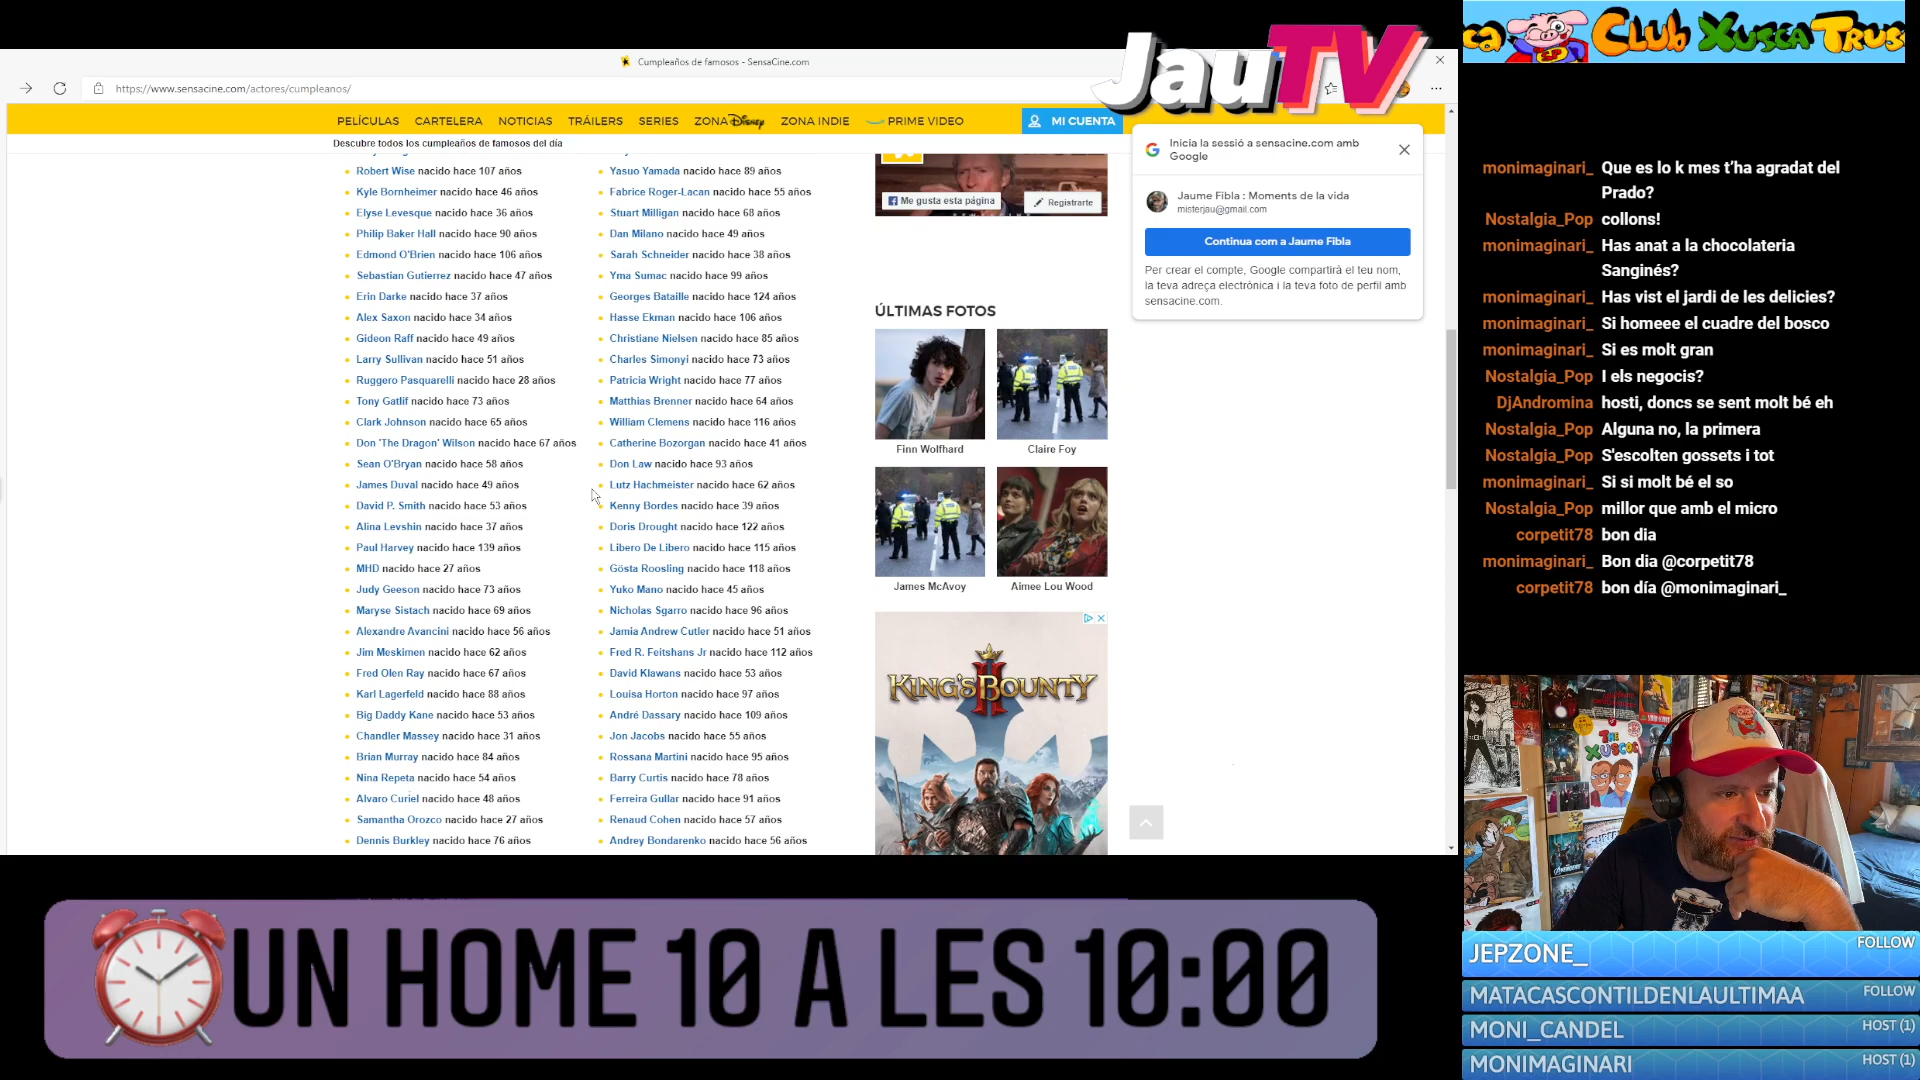 JauTV
Club Xusca Trus
Cumpleaños de famosos - SensaCine.com
https://www.sensacine.com/actores/cumpleanos/
PELÍCULAS CARTELERA NOTICIAS TRÁILERS SERIES ZONA Disney ZONA INDIE PRIME VIDEO MI CUENTA
Descubre todos los cumpleaños de famosos del día
Robert Wise nacido hace 107 años
Kyle Bornheimer nacido hace 46 años
Elyse Levesque nacido hace 36 años
Philip Baker Hall nacido hace 90 años
Edmond O'Brien nacido hace 106 años
Sebastian Gutierrez nacido hace 47 años
Erin Darke nacido hace 37 años
Alex Saxon nacido hace 34 años
Gideon Raff nacido hace 49 años
Larry Sullivan nacido hace 51 años
Ruggero Pasquarelli nacido hace 28 años
Tony Gatlif nacido hace 73 años
Clark Johnson nacido hace 65 años
Don 'The Dragon' Wilson nacido hace 67 años
Sean O'Bryan nacido hace 58 años
James Duval nacido hace 49 años
David P. Smith nacido hace 53 años
Alina Levshin nacido hace 37 años
Paul Harvey nacido hace 139 años
MHD nacido hace 27 años
Judy Geeson nacido hace 73 años
Maryse Sistach nacido hace 69 años
Alexandre Avancini nacido hace 56 años
Jim Meskimen nacido hace 62 años
Fred Olen Ray nacido hace 67 años
Karl Lagerfeld nacido hace 88 años
Big Daddy Kane nacido hace 53 años
Chandler Massey nacido hace 31 años
Brian Murray nacido hace 84 años
Nina Repeta nacido hace 54 años
Alvaro Curiel nacido hace 48 años
Samantha Orozco nacido hace 27 años
Dennis Burkley nacido hace 76 años
Yasuo Yamada nacido hace 89 años
Fabrice Roger-Lacan nacido hace 55 años
Stuart Milligan nacido hace 68 años
Dan Milano nacido hace 49 años
Sarah Schneider nacido hace 38 años
Yma Sumac nacido hace 99 años
Georges Bataille nacido hace 124 años
Hasse Ekman nacido hace 106 años
Christiane Nielsen nacido hace 85 años
Charles Simonyi nacido hace 73 años
Patricia Wright nacido hace 77 años
Matthias Brenner nacido hace 64 años
William Clemens nacido hace 116 años
Catherine Bozorgan nacido hace 41 años
Don Law nacido hace 93 años
Lutz Hachmeister nacido hace 62 años
Kenny Bordes nacido hace 39 años
Doris Drought nacido hace 122 años
Libero De Libero nacido hace 115 años
Gösta Roosling nacido hace 118 años
Yuko Mano nacido hace 45 años
Nicholas Sgarro nacido hace 96 años
Jamia Andrew Cutler nacido hace 51 años
Fred R. Feitshans Jr nacido hace 112 años
David Klawans nacido hace 53 años
Louisa Horton nacido hace 97 años
André Dassary nacido hace 109 años
Jon Jacobs nacido hace 55 años
Rossana Martini nacido hace 95 años
Barry Curtis nacido hace 78 años
Ferreira Gullar nacido hace 91 años
Renaud Cohen nacido hace 57 años
Andrey Bondarenko nacido hace 56 años
Me gusta esta página
Registrarte
ÚLTIMAS FOTOS
Finn Wolfhard
Claire Foy
James McAvoy
Aimee Lou Wood
KING'S BOUNTY
II
Inicia la sessió a sensacine.com amb
Google
Jaume Fibla : Moments de la vida
misterjau@gmail.com
Continua com a Jaume Fibla
Per crear el compte, Google compartirà el teu nom,
la teva adreça electrònica i la teva foto de perfil amb
sensacine.com.
monimaginari_ Que es lo k mes t'ha agradat del
Prado?
Nostalgia_Pop collons!
monimaginari_ Has anat a la chocolateria
Sanginés?
monimaginari_ Has vist el jardi de les delicies?
monimaginari_ Si homeee el cuadre del bosco
monimaginari_ Si es molt gran
Nostalgia_Pop I els negocis?
DjAndromina hosti, doncs se sent molt bé eh
Nostalgia_Pop Alguna no, la primera
Nostalgia_Pop S'escolten gossets i tot
monimaginari_ Si si molt bé el so
Nostalgia_Pop millor que amb el micro
corpetit78 bon dia
monimaginari_ Bon dia @corpetit78
corpetit78 bon día @monimaginari_
THE
XUSCO
JEPZONE_ FOLLOW
MATACASCONTILDENLAULTIMAA FOLLOW
MONI_CANDEL HOST (1)
MONIMAGINARI HOST (1)
UN HOME 10 A LES 10:00